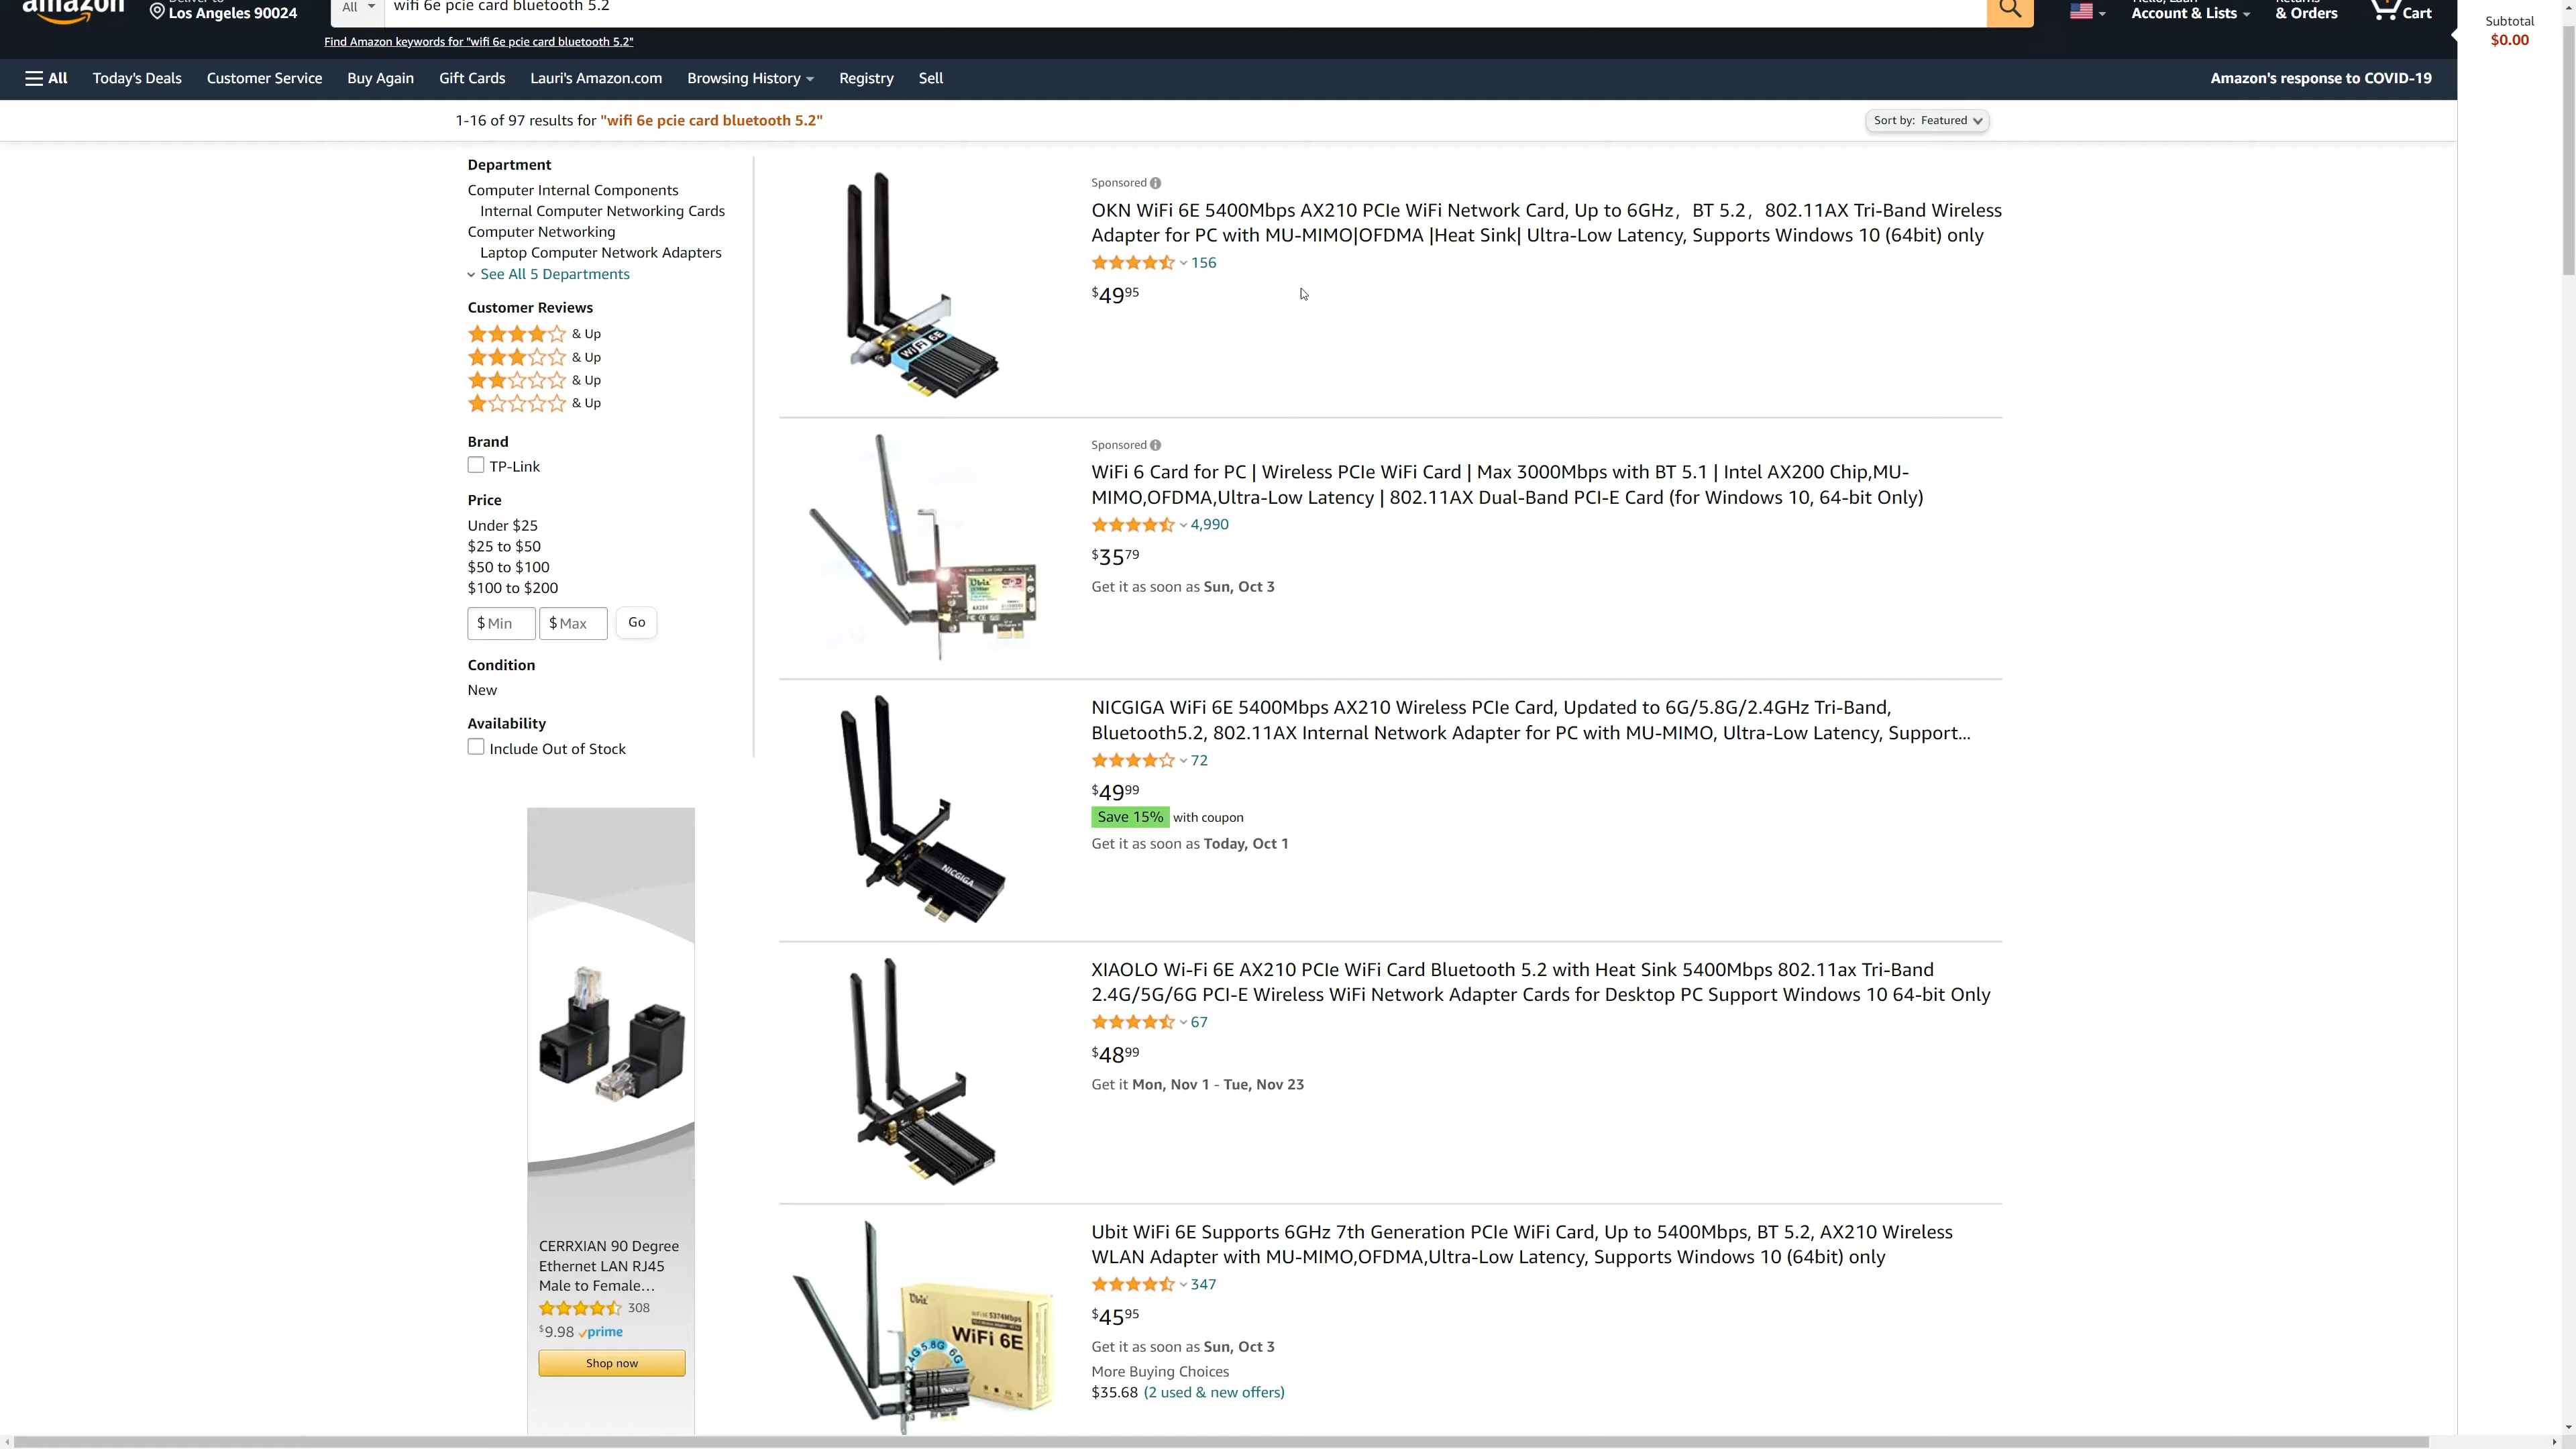 amazon
Deliver to
Los Angeles 90024
All
wifi 6e pcie card bluetooth 5.2
Account & Lists
Returns
& Orders
Cart
Subtotal
$0.00
Find Amazon keywords for "wifi 6e pcie card bluetooth 5.2"
All
Today's Deals
Customer Service
Buy Again
Gift Cards
Lauri's Amazon.com
Browsing History
Registry
Sell
Amazon's response to COVID-19
1-16 of 97 results for "wifi 6e pcie card bluetooth 5.2"
Sort by: Featured
Department
Computer Internal Components
Internal Computer Networking Cards
Computer Networking
Laptop Computer Network Adapters
See All 5 Departments
Customer Reviews
& Up
& Up
& Up
& Up
Brand
TP-Link
Price
Under $25
$25 to $50
$50 to $100
$100 to $200
$ Min
$ Max
Go
Condition
New
Availability
Include Out of Stock
CERRXIAN 90 Degree
Ethernet LAN RJ45
Male to Female...
308
$9.98 prime
Shop now
Sponsored
OKN WiFi 6E 5400Mbps AX210 PCIe WiFi Network Card, Up to 6GHz，BT 5.2，802.11AX Tri-Band Wireless
Adapter for PC with MU-MIMO|OFDMA |Heat Sink| Ultra-Low Latency, Supports Windows 10 (64bit) only
156
$49 95
WiFi 6E
Sponsored
WiFi 6 Card for PC | Wireless PCIe WiFi Card | Max 3000Mbps with BT 5.1 | Intel AX200 Chip,MU-
MIMO,OFDMA,Ultra-Low Latency | 802.11AX Dual-Band PCI-E Card (for Windows 10, 64-bit Only)
4,990
$35 79
Get it as soon as Sun, Oct 3
Ubit
AX200
NICGIGA WiFi 6E 5400Mbps AX210 Wireless PCIe Card, Updated to 6G/5.8G/2.4GHz Tri-Band,
Bluetooth5.2, 802.11AX Internal Network Adapter for PC with MU-MIMO, Ultra-Low Latency, Support...
72
$49 99
Save 15% with coupon
Get it as soon as Today, Oct 1
NICGIGA
XIAOLO Wi-Fi 6E AX210 PCIe WiFi Card Bluetooth 5.2 with Heat Sink 5400Mbps 802.11ax Tri-Band
2.4G/5G/6G PCI-E Wireless WiFi Network Adapter Cards for Desktop PC Support Windows 10 64-bit Only
67
$48 99
Get it Mon, Nov 1 - Tue, Nov 23
Ubit WiFi 6E Supports 6GHz 7th Generation PCIe WiFi Card, Up to 5400Mbps, BT 5.2, AX210 Wireless
WLAN Adapter with MU-MIMO,OFDMA,Ultra-Low Latency, Supports Windows 10 (64bit) only
347
$45 95
Get it as soon as Sun, Oct 3
More Buying Choices
$35.68 (2 used & new offers)
Ubit
WiFi 6E
2.4G 5.8G 6G